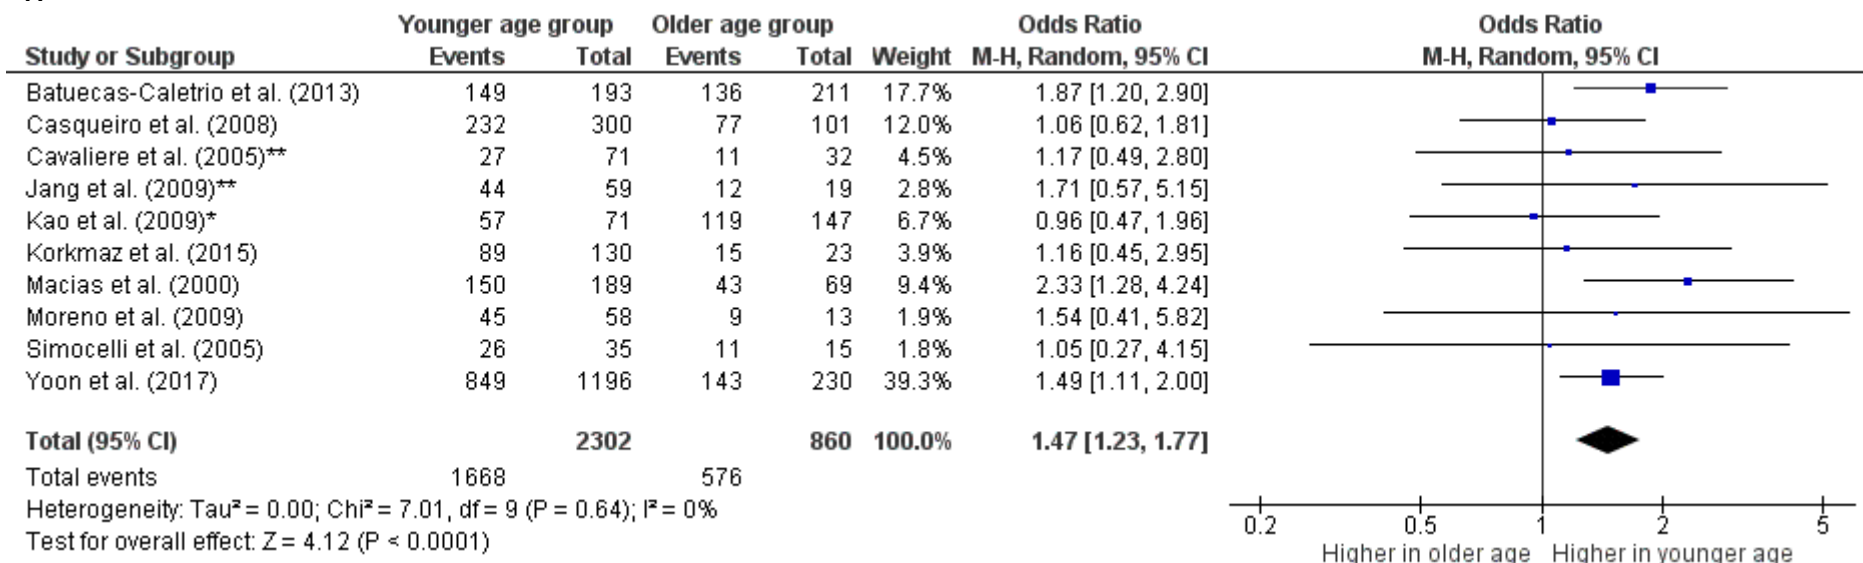 Younger age group Older age group Odds Ratio Odds Ratio
Study or Subgroup Events Total Events Total Weight M-H, Random, 95% CI M-H, Random, 95% CI
Batuecas-Caletrio et al. (2013) 149 193 136 211 17.7% 1.87 [1.20, 2.90]
Casqueiro et al. (2008) 232 300 77 101 12.0% 1.06 [0.62, 1.81]
Cavaliere et al. (2005)** 27 71 11 32 4.5% 1.17 [0.49, 2.80]
Jang et al. (2009)** 44 59 12 19 2.8% 1.71 [0.57, 5.15]
Kao et al. (2009)* 57 71 119 147 6.7% 0.96 [0.47, 1.96]
Korkmaz et al. (2015) 89 130 15 23 3.9% 1.16 [0.45, 2.95]
Macias et al. (2000) 150 189 43 69 9.4% 2.33 [1.28, 4.24]
Moreno et al. (2009) 45 58 9 13 1.9% 1.54 [0.41, 5.82]
Simocelli et al. (2005) 26 35 11 15 1.8% 1.05 [0.27, 4.15]
Yoon et al. (2017) 849 1196 143 230 39.3% 1.49 [1.11, 2.00]
Total (95% CI) 2302 860 100.0% 1.47 [1.23, 1.77]
Total events 1668 576
Heterogeneity: Tau² = 0.00; Chi² = 7.01, df = 9 (P = 0.64); I² = 0%
Test for overall effect: Z = 4.12 (P < 0.0001)
0.2 0.5 1 2 5
Higher in older age Higher in younger age